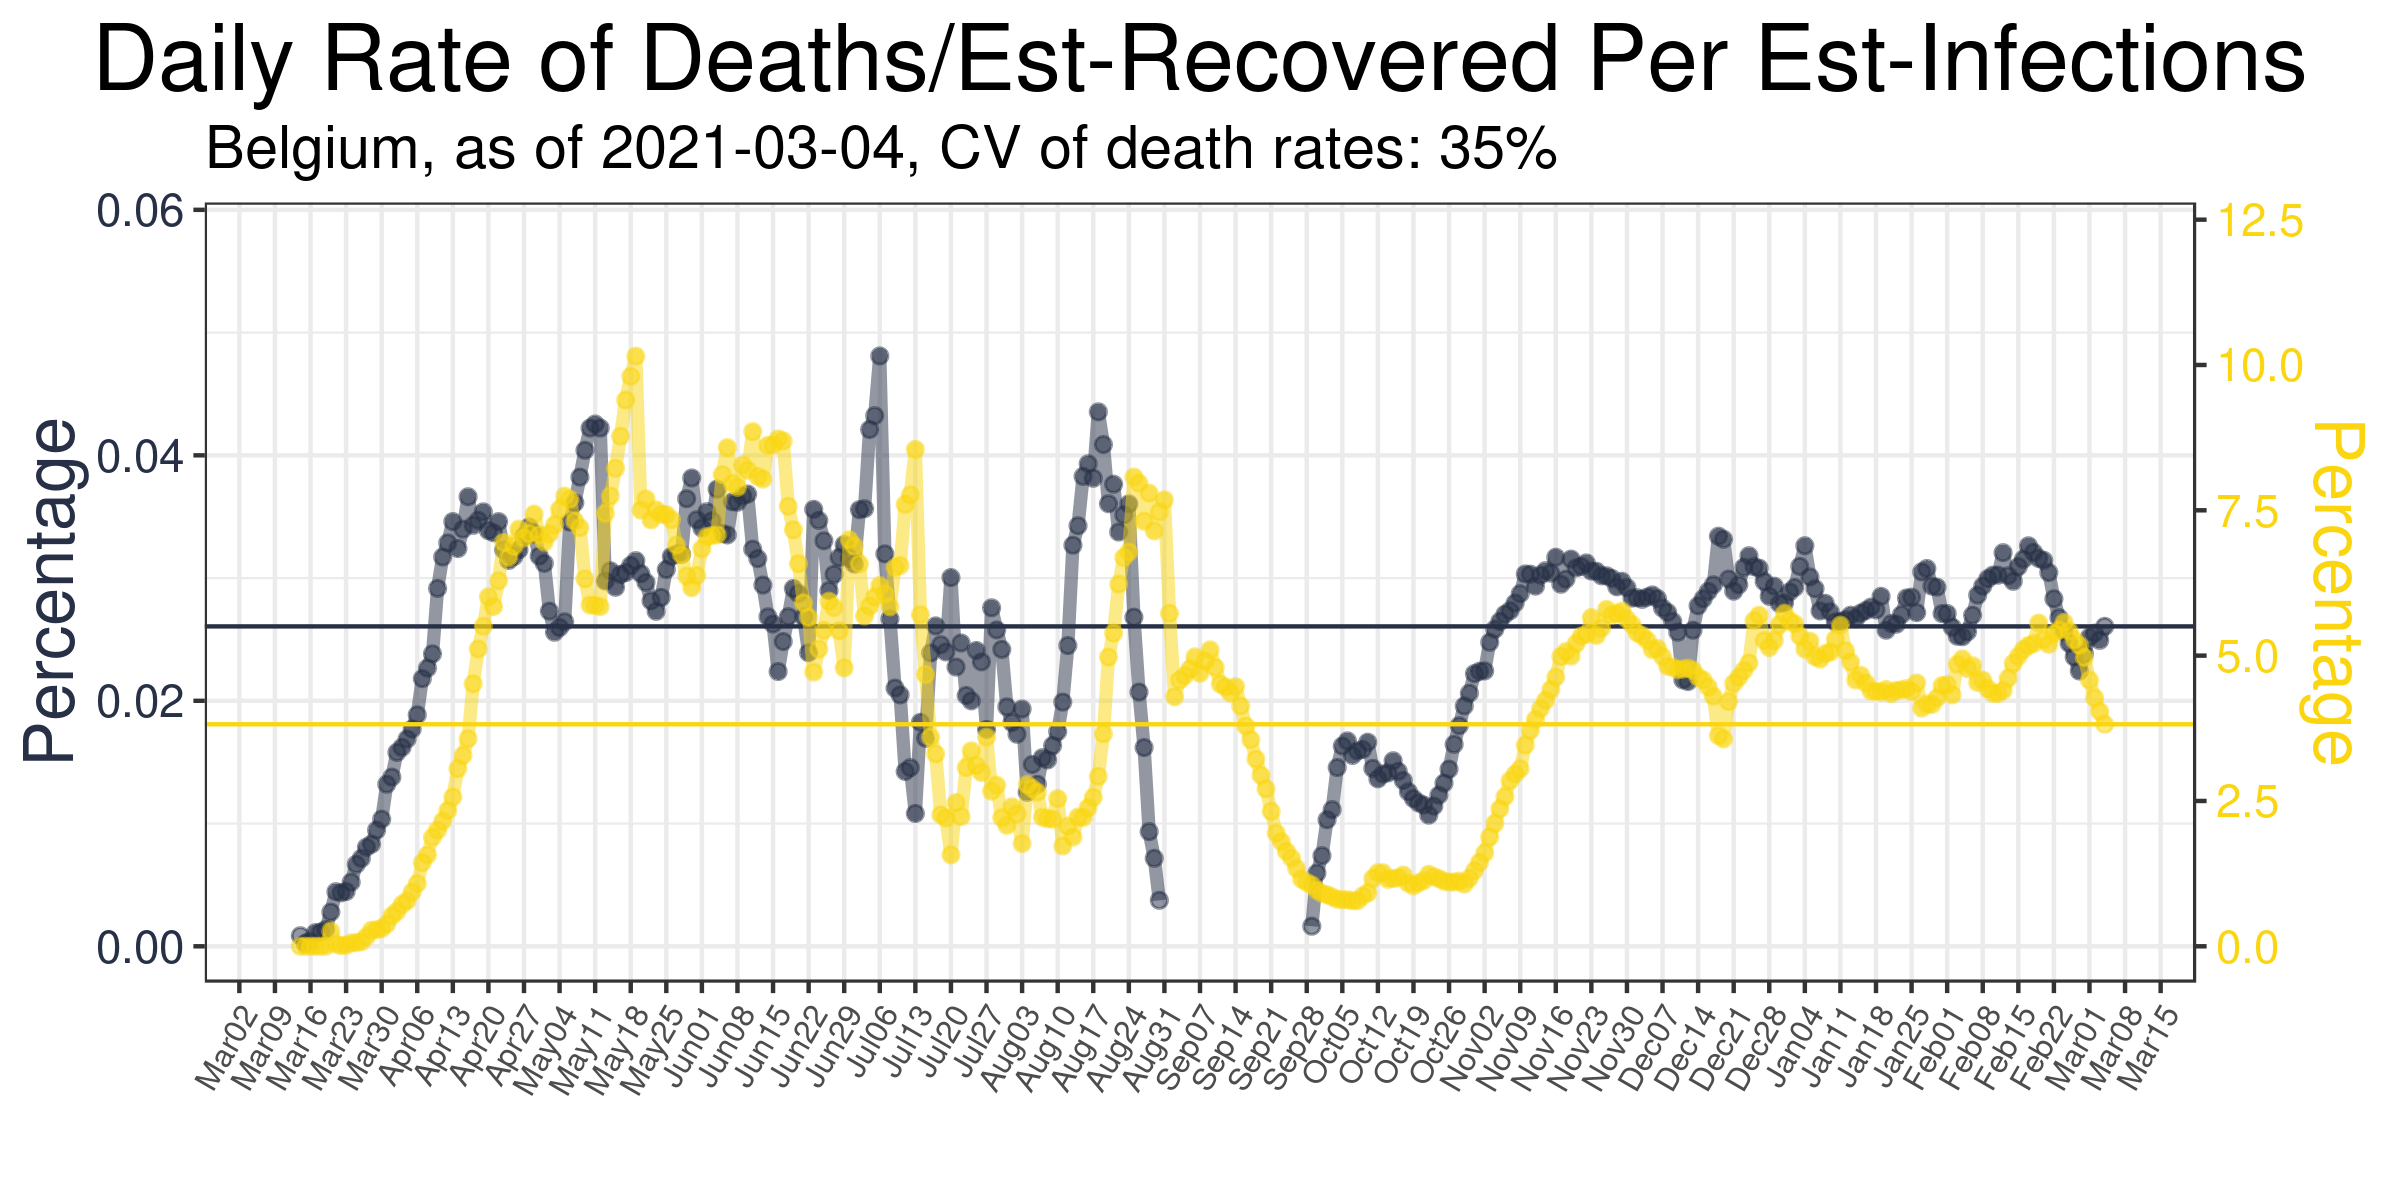 Daily Rate of Deaths/Est-Recovered Per Est-Infections
Belgium, as of 2021-03-04, CV of death rates: 35%
Percentage
0.06
0.04
0.02
0.00
12.5
10.0
7.5
5.0
2.5
0.0
Percentage
Mar02 Mar09 Mar16 Mar23 Mar30 Apr06 Apr13 Apr20 Apr27 May04 May11 May18 May25 Jun01 Jun08 Jun15 Jun22 Jun29 Jul06 Jul13 Jul20 Jul27 Aug03 Aug10 Aug17 Aug24 Aug31 Sep07 Sep14 Sep21 Sep28 Oct05 Oct12 Oct19 Oct26 Nov02 Nov09 Nov16 Nov23 Nov30 Dec07 Dec14 Dec21 Dec28 Jan04 Jan11 Jan18 Jan25 Feb01 Feb08 Feb15 Feb22 Mar01 Mar08 Mar15